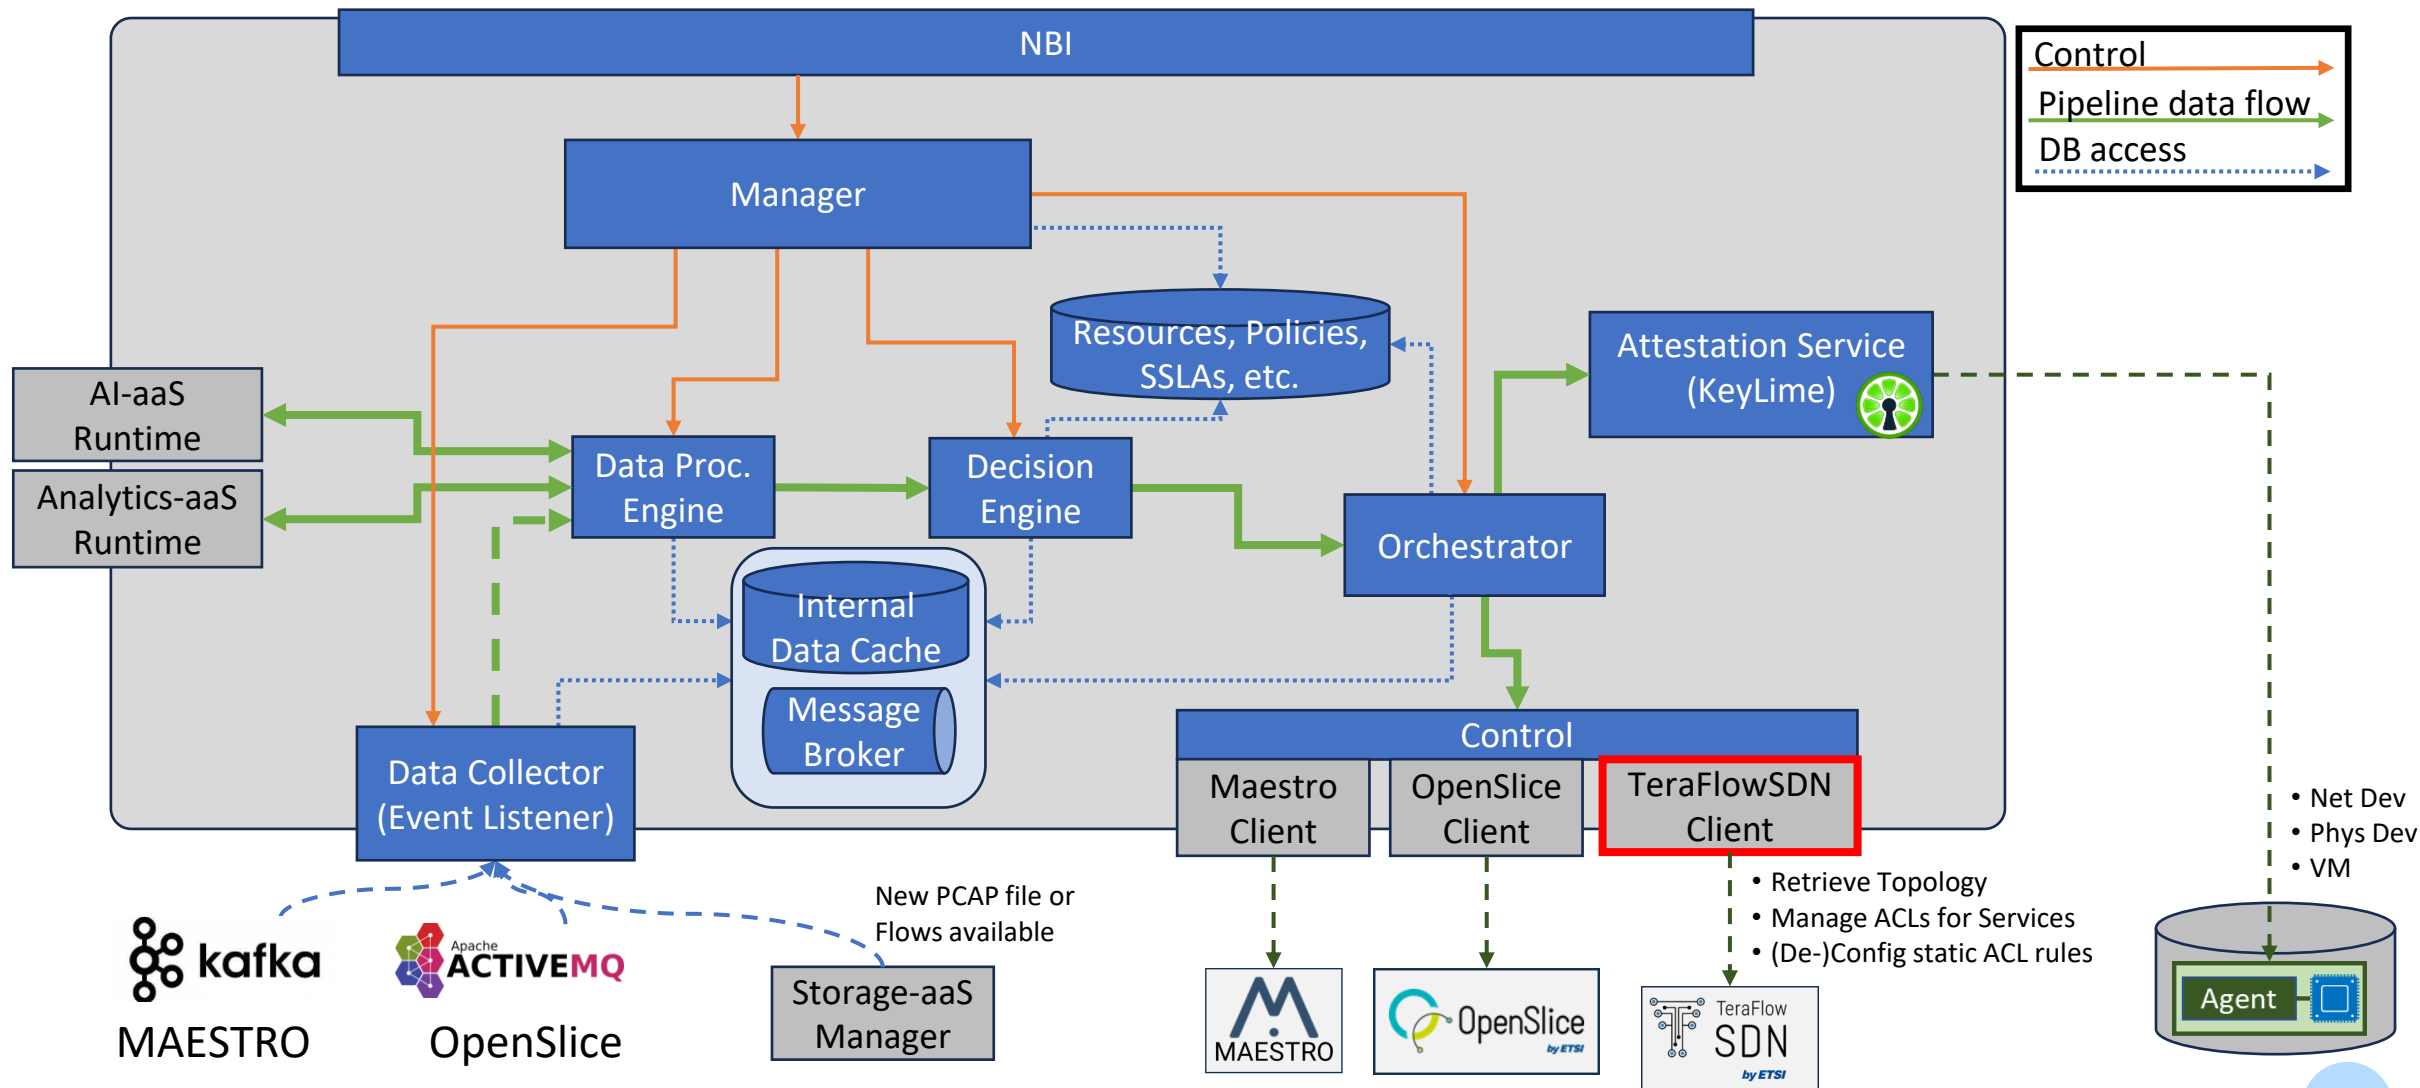 NBI
Control
Pipeline data flow
DB access
Manager
Resources, Policies,
SSLAs, etc.
Attestation Service
(KeyLime)
AI-aaS
Runtime
Analytics-aaS
Runtime
Data Proc.
Engine
Decision
Engine
Orchestrator
Internal
Data Cache
Message
Broker
Data Collector
(Event Listener)
Control
Maestro
Client
OpenSlice
Client
TeraFlowSDN
Client
• Net Dev
• Phys Dev
• VM
New PCAP file or
Flows available
• Retrieve Topology
• Manage ACLs for Services
• (De-)Config static ACL rules
kafka
MAESTRO
Apache
ACTIVEMQ
OpenSlice
Storage-aaS
Manager
MAESTRO
OpenSlice
by ETSI
TeraFlow
SDN
by ETSI
Agent